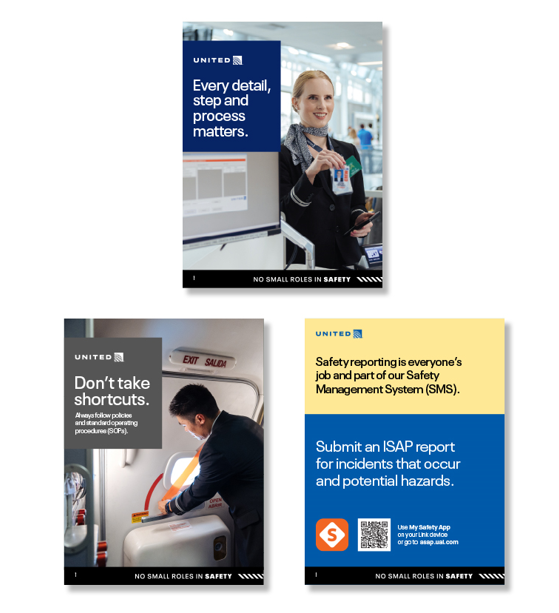 UNITED
Every detail,
step and
process
matters.
NO SMALL ROLES IN SAFETY
UNITED
Don't take
shortcuts.
Always follow policies
and standard operating
procedures (SOPs).
EXIT SALIDA
NO SMALL ROLES IN SAFETY
UNITED
Safety reporting is everyone's
job and part of our Safety
Management System (SMS).
Submit an ISAP report
for incidents that occur
and potential hazards.
S
Use My Safety App
on your Link device
or go to ssap.ual.com
NO SMALL ROLES IN SAFETY